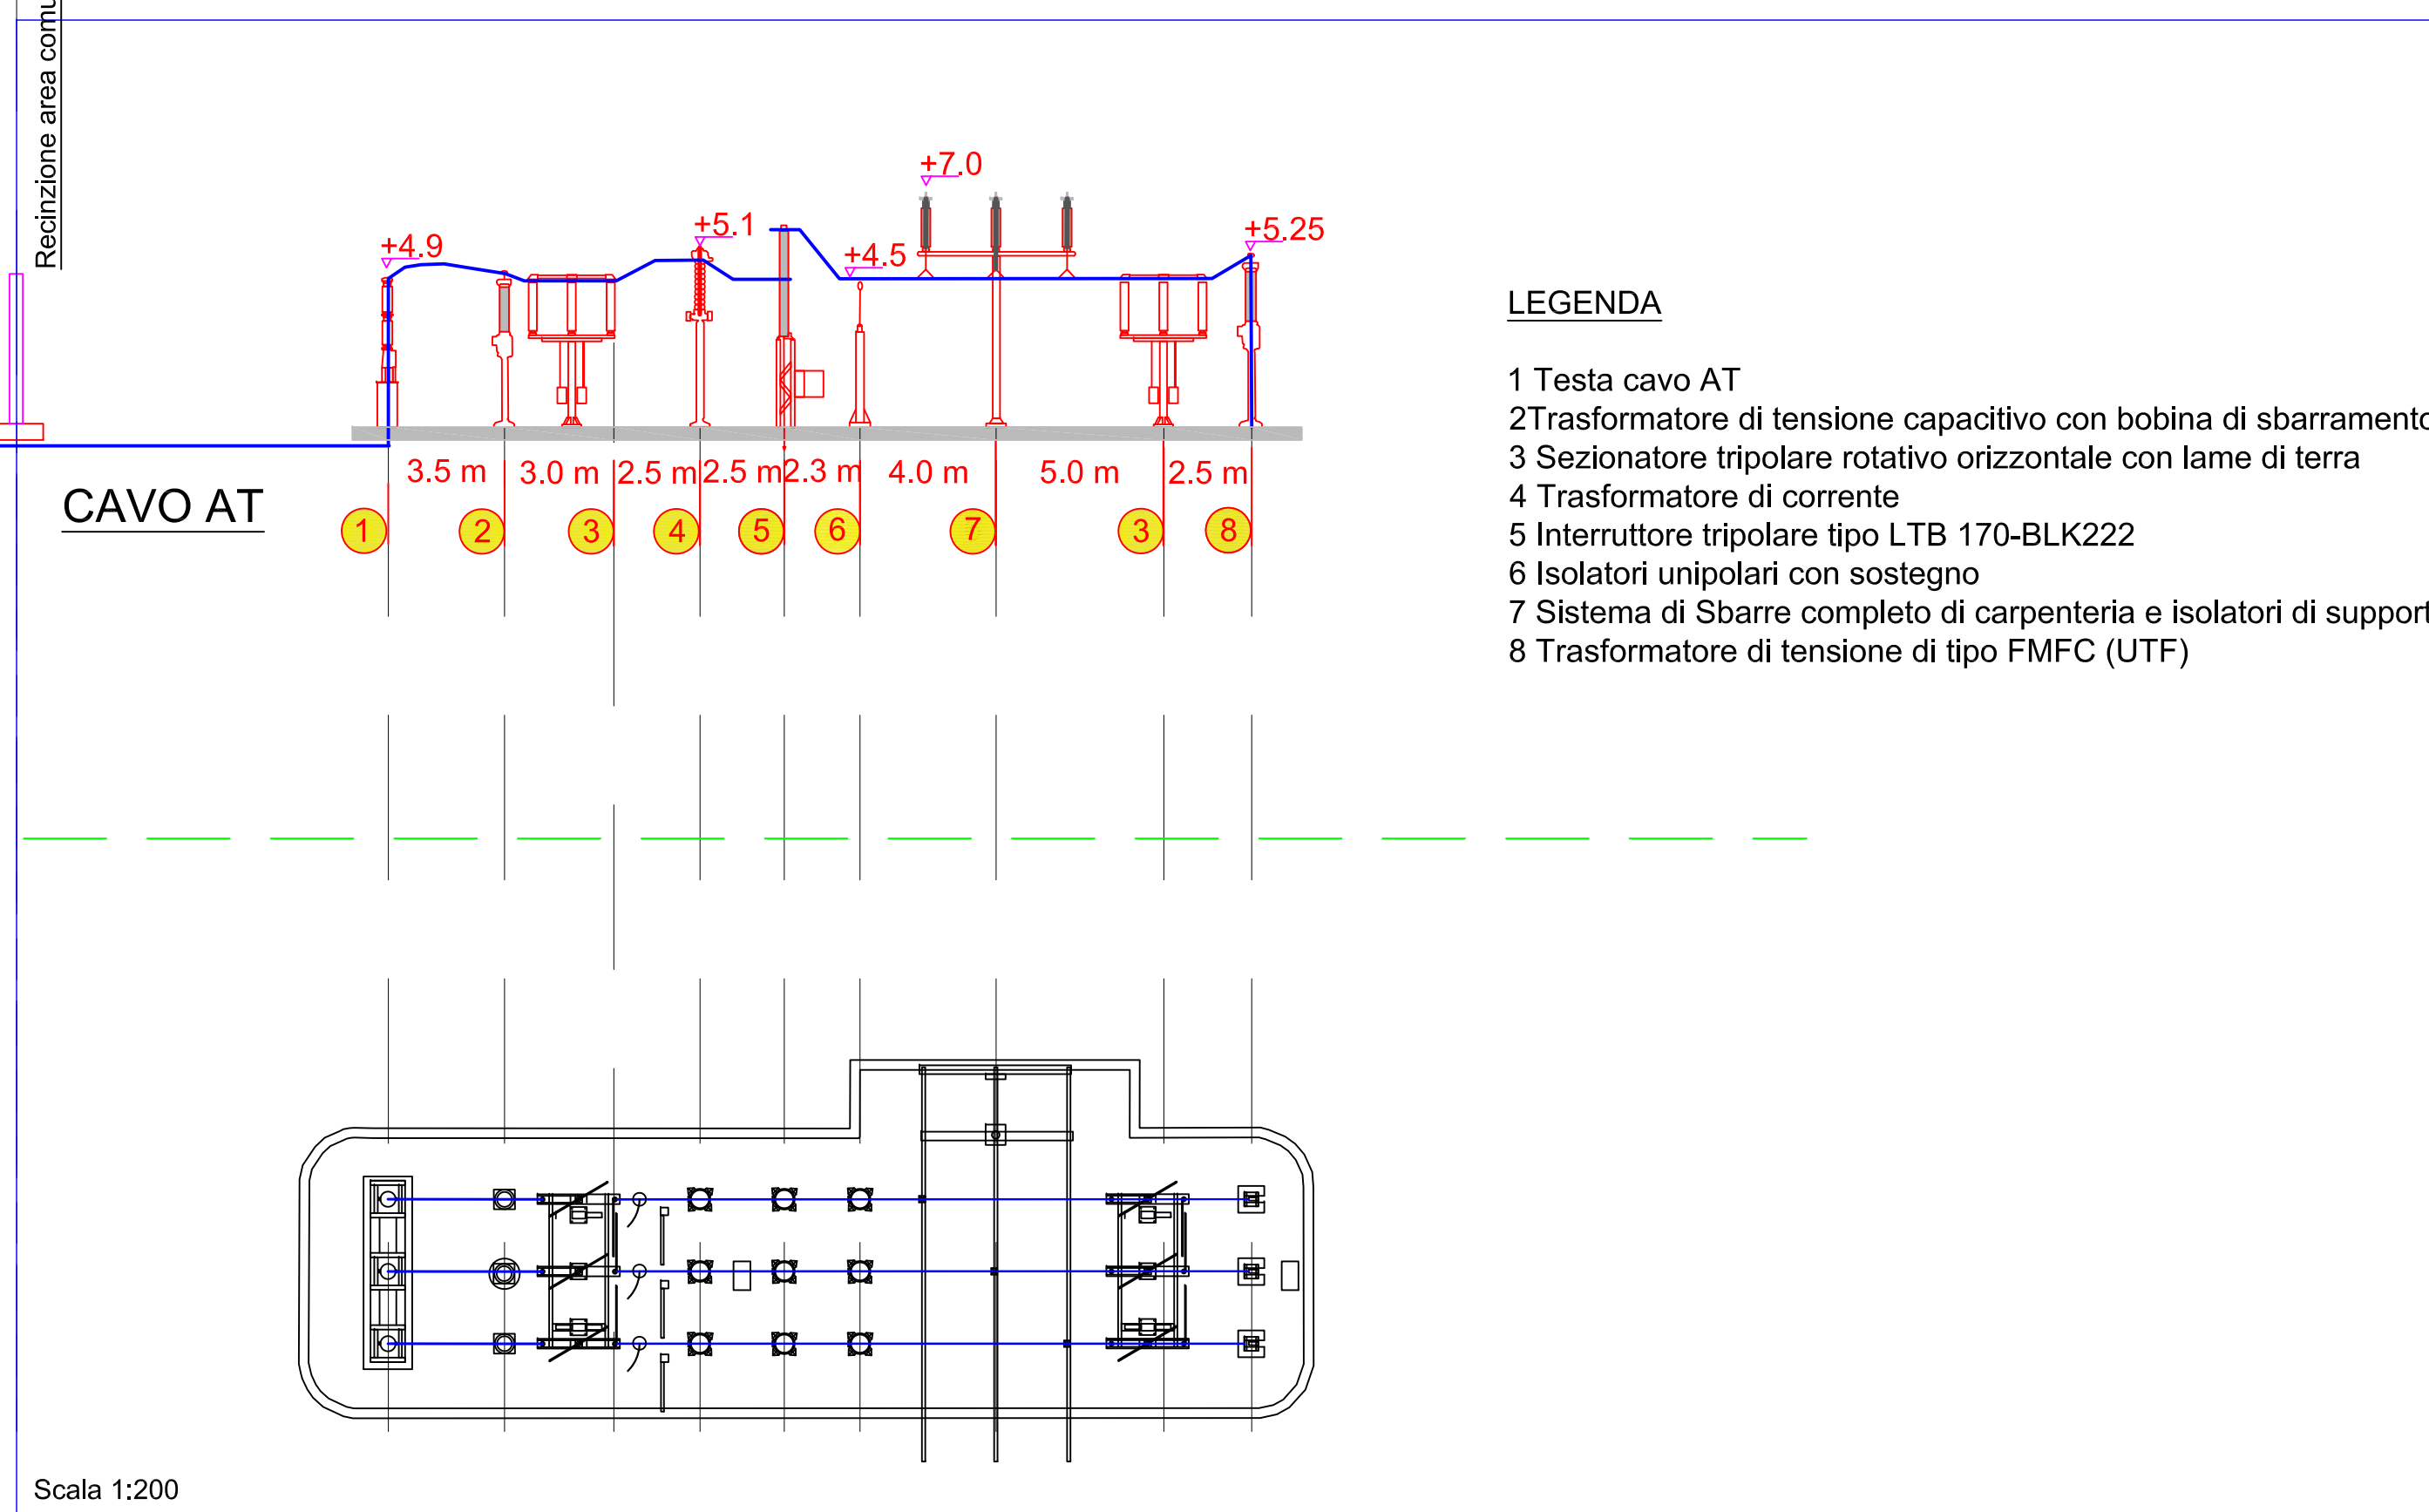 Recinzione area
+7.0
+4.9
+5.1
+4.5
+5.25
3.5 m 3.0 m 2.5 m 2.5 m 2.3 m 4.0 m 5.0 m 2.5 m
CAVO AT
1 2 3 4 5 6 7 3 8
LEGENDA
1 Testa cavo AT
2Trasformatore di tensione capacitivo con bobina di
3 Sezionatore tripolare rotativo orizzontale con lame di terra
4 Trasformatore di corrente
5 Interruttore tripolare tipo LTB 170-BLK222
6 Isolatori unipolari con sostegno
7 Sistema di Sbarre completo di carpenteria e isolatori di
8 Trasformatore di tensione di tipo FMFC (UTF)
Scala 1:200